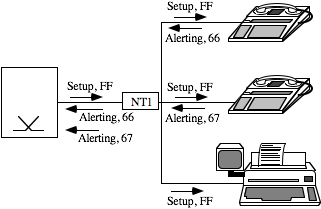 Setup, FF
Alerting, 66
Setup, FF
Alerting, 66
Alerting, 67
NT1
Setup, FF
Alerting, 67
Setup, FF